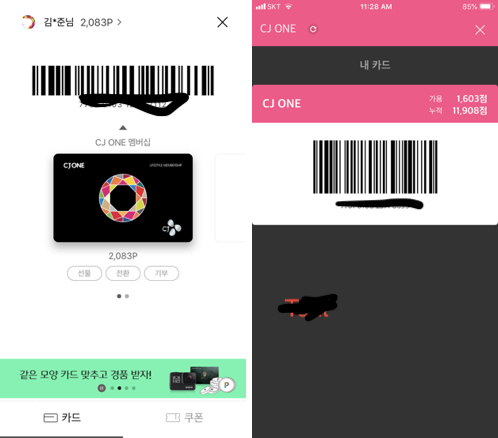 김*준님 2,083P >
CJ ONE 멤버십
CJ ONE
LIFESTYLE MEMBERSHIP
CJ
2,083P
선물 전환 기부
같은 모양 카드 맞추고 경품 받자!
P
카드 쿠폰
SKT 11:28 AM 85%
CJ ONE
내 카드
CJ ONE
가용 1,603점
누적 11,908점